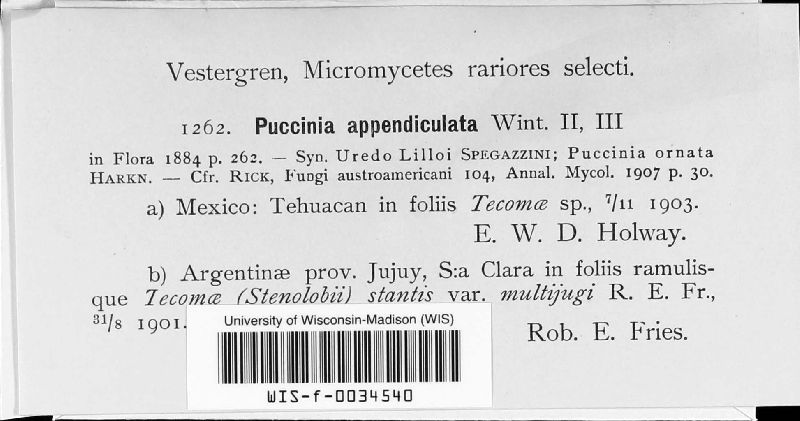 Vestergren, Micromycetes rariores selecti.
1262. Puccinia appendiculata Wint. II, III
in Flora 1884 p. 262. — Syn. Uredo Lilloi SPEGAZZINI; Puccinia ornata
HARKN. — Cfr. RICK, Fungi austroamericani 104, Annal. Mycol. 1907 p. 30.
a) Mexico: Tehuacan in foliis Tecomæ sp., 7/11 1903.
E. W. D. Holway.
b) Argentinæ prov. Jujuy, S:a Clara in foliis ramulis-
que Tecomæ (Stenolobii) stantis var. multijugi R. E. Fr.,
31/8 1901.
Rob. E. Fries.
University of Wisconsin-Madison (WIS)
WIS-f-0034540